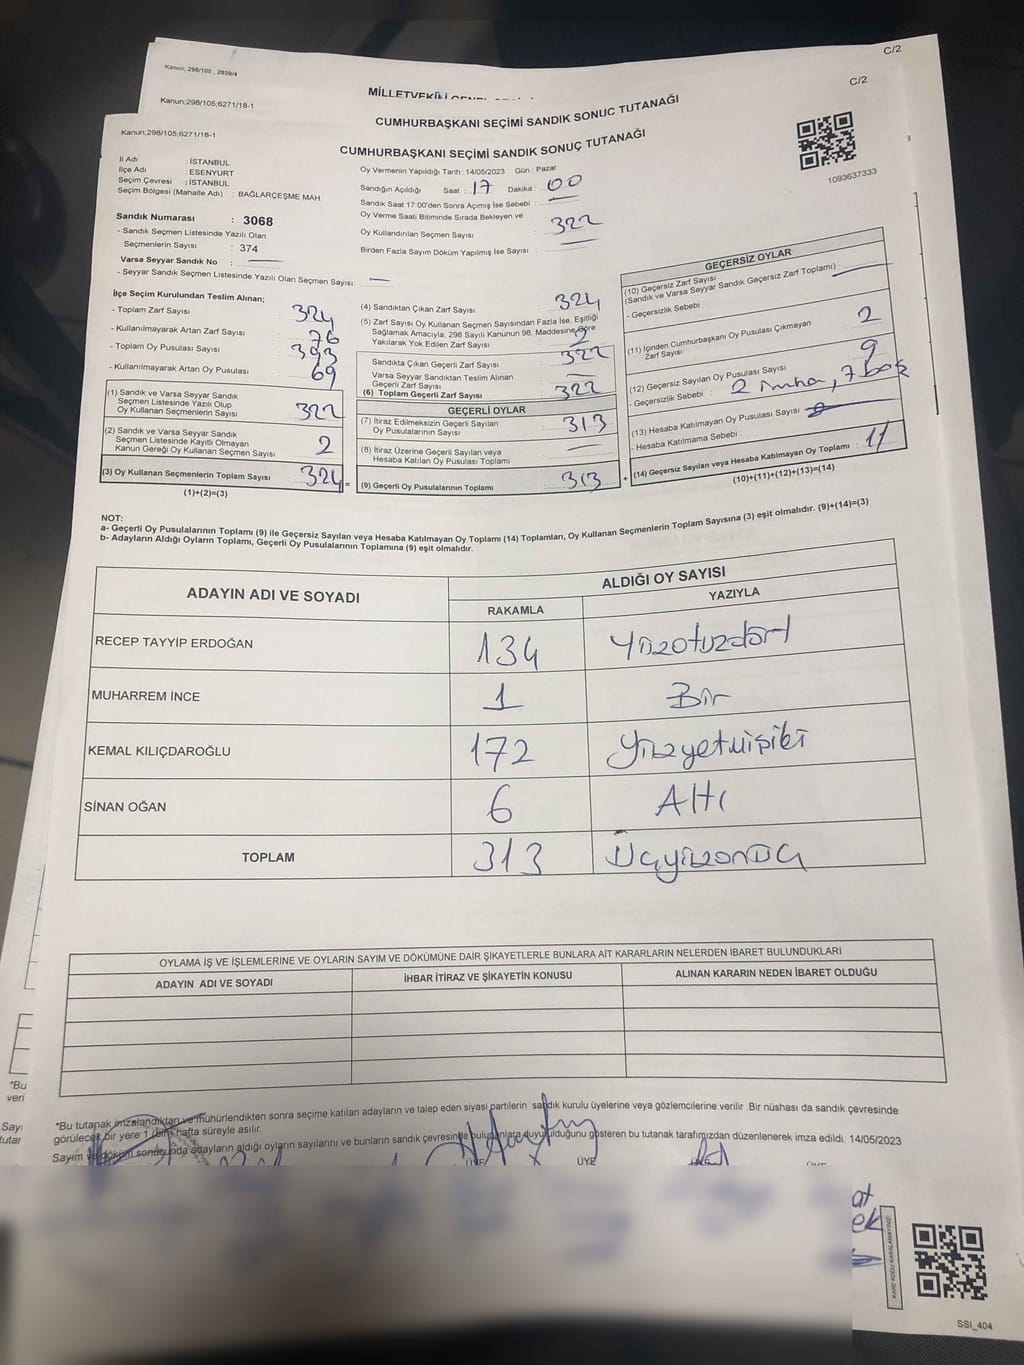 C/2
Kanun; 298/105 , 2839/4
MİLLETVEKİLİ GENEL
C/2
Kanun;298/105;6271/18-1
CUMHURBAŞKANI SEÇİMİ SANDIK SONUC TUTANAĞI
Kanun;298/105;6271/18-1
CUMHURBAŞKANI SEÇİMİ SANDIK SONUÇ TUTANAĞI
1093637333
İl Adı : İSTANBUL
İlçe Adı : ESENYURT
Seçim Çevresi : İSTANBUL
Seçim Bölgesi (Mahalle Adı) : BAĞLARÇEŞME MAH
Oy Vermenin Yapıldığı Tarih :14/05/2023 Gün : Pazar
Sandığın Açıldığı Saat : 17 Dakika : 00
Sandık Saat 17:00'den Sonra Açımış İse Sebebi :
Oy Verme Saati Bitiminde Sırada Bekleyen ve
Oy Kullandırılan Seçmen Sayısı : 322
Birden Fazla Sayım Döküm Yapılmış İse Sayısı :
Sandık Numarası : 3068
- Sandık Seçmen Listesinde Yazılı Olan
Seçmenlerin Sayısı : 374
Varsa Seyyar Sandık No :
- Seyyar Sandık Seçmen Listesinde Yazılı Olan Seçmen Sayısı:
İlçe Seçim Kurulundan Teslim Alınan;
- Toplam Zarf Sayısı 324
- Kullanılmayarak Artan Zarf Sayısı 76
- Toplam Oy Pusulası Sayısı 393
- Kullanılmayarak Artan Oy Pusulası 69
(1) Sandık ve Varsa Seyyar Sandık
Seçmen Listesinde Yazılı Olup
Oy Kullanan Seçmenlerin Sayısı 322
(2) Sandık ve Varsa Seyyar Sandık
Seçmen Listesinde Kayıtlı Olmayan
Kanun Gereği Oy Kullanan Seçmen Sayısı 2
(3) Oy Kullanan Seçmenlerin Toplam Sayısı 324 =
(1)+(2)=(3)
(4) Sandıktan Çıkan Zarf Sayısı 324
(5) Zarf Sayısı Oy Kullanan Seçmen Sayısından Fazla İse, Eşitliği
Sağlamak Amacıyla; 298 Sayılı Kanunun 98. Maddesine Göre
Yakılarak Yok Edilen Zarf Sayısı 2
Sandıkta Çıkan Geçerli Zarf Sayısı 322
Varsa Seyyar Sandıktan Teslim Alınan
Geçerli Zarf Sayısı
(6) Toplam Geçerli Zarf Sayısı 322
GEÇERLİ OYLAR
(7) İtiraz Edilmeksizin Geçerli Sayılan
Oy Pusulalarının Sayısı 313
(8) İtiraz Üzerine Geçerli Sayılan veya
Hesaba Katılan Oy Pusulası Toplamı
(9) Geçerli Oy Pusulalarının Toplamı 313 +
GEÇERSİZ OYLAR
(10) Geçersiz Zarf Sayısı
(Sandık ve Varsa Seyyar Sandık Geçersiz Zarf Toplamı)
- Geçersizlik Sebebi :
(11) İçinden Cumhurbaşkanı Oy Pusulası Çıkmayan
Zarf Sayısı 2
(12) Geçersiz Sayılan Oy Pusulası Sayısı 9
- Geçersizlik Sebebi : 2 imha, 7 boş
(13) Hesaba Katılmayan Oy Pusulası Sayısı
- Hesaba Katılmama Sebebi :
(14) Geçersiz Sayılan veya Hesaba Katılmayan Oy Toplamı 11
(10)+(11)+(12)+(13)=(14)
NOT:
a- Geçerli Oy Pusulalarının Toplamı (9) ile Geçersiz Sayılan veya Hesaba Katılmayan Oy Toplamı (14) Toplamları, Oy Kullanan Seçmenlerin Toplam Sayısına (3) eşit olmalıdır. (9)+(14)=(3)
b- Adayların Aldığı Oyların Toplamı, Geçerli Oy Pusulalarının Toplamına (9) eşit olmalıdır.
ADAYIN ADI VE SOYADI ALDIĞI OY SAYISI
RAKAMLA YAZIYLA
RECEP TAYYİP ERDOĞAN 134 Yüzotuzdört
MUHARREM İNCE 1 Bir
KEMAL KILIÇDAROĞLU 172 Yüzyetmişiki
SİNAN OĞAN 6 Altı
TOPLAM 313 Üçyüzonüç
OYLAMA İŞ VE İŞLEMLERİNE VE OYLARIN SAYIM VE DÖKÜMÜNE DAİR ŞİKAYETLERLE BUNLARA AİT KARARLARIN NELERDEN İBARET BULUNDUKLARI
ADAYIN ADI VE SOYADI İHBAR İTİRAZ VE ŞİKAYETİN KONUSU ALINAN KARARIN NEDEN İBARET OLDUĞU
*Bu
veri
Sayı
tutar
*Bu tutanak imzalandıktan ve mühürlendikten sonra seçime katılan adayların ve talep eden siyasi partilerin sandık kurulu üyelerine veya gözlemcilerine verilir .Bir nüshası da sandık çevresinde
görülecek bir yere 1 (bir) hafta süreyle asılır.
Sayım ve döküm sonucunda adayların aldığı oyların sayılarını ve bunların sandık çevresinde bulunanlara duyurulduğunu gösteren bu tutanak tarafımızdan düzenlenerek imza edildi. 14/05/2023
ÜYE ÜYE ÜYE
KARE KODU KARALAMAYINIZ!
SSI_404